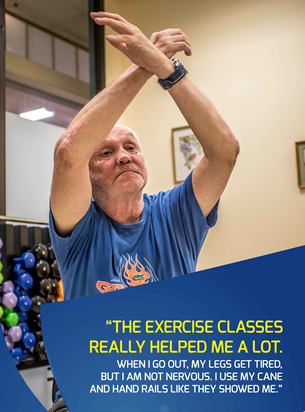 “THE EXERCISE CLASSES
REALLY HELPED ME A LOT.
WHEN I GO OUT, MY LEGS GET TIRED,
BUT I AM NOT NERVOUS. I USE MY CANE
AND HAND RAILS LIKE THEY SHOWED ME.”